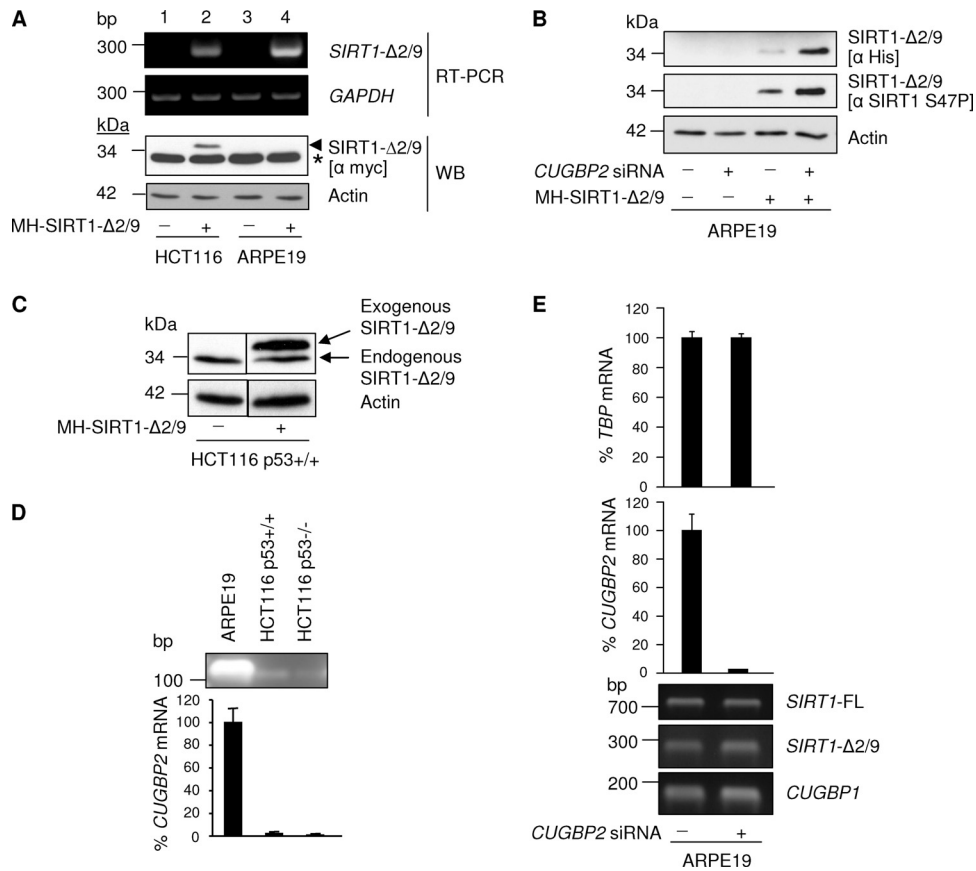 A
bp 1 2 3 4
300 SIRT1-Δ2/9
300 GAPDH
RT-PCR
kDa
34 SIRT1-Δ2/9
* [α myc]
42 Actin
WB
MH-SIRT1-Δ2/9 − + − +
HCT116 ARPE19
B
kDa
34 SIRT1-Δ2/9
[α His]
34 SIRT1-Δ2/9
[α SIRT1 S47P]
42 Actin
CUGBP2 siRNA − + − +
MH-SIRT1-Δ2/9 − − + +
ARPE19
C
kDa
Exogenous
SIRT1-Δ2/9
34 Endogenous
SIRT1-Δ2/9
42 Actin
MH-SIRT1-Δ2/9 − +
HCT116 p53+/+
D
ARPE19
HCT116 p53+/+
HCT116 p53-/-
bp
100
% CUGBP2 mRNA
120
100
80
60
40
20
0
E
% TBP mRNA
120
100
80
60
40
20
0
% CUGBP2 mRNA
120
100
80
60
40
20
0
bp
700 SIRT1-FL
300 SIRT1-Δ2/9
200 CUGBP1
CUGBP2 siRNA − +
ARPE19